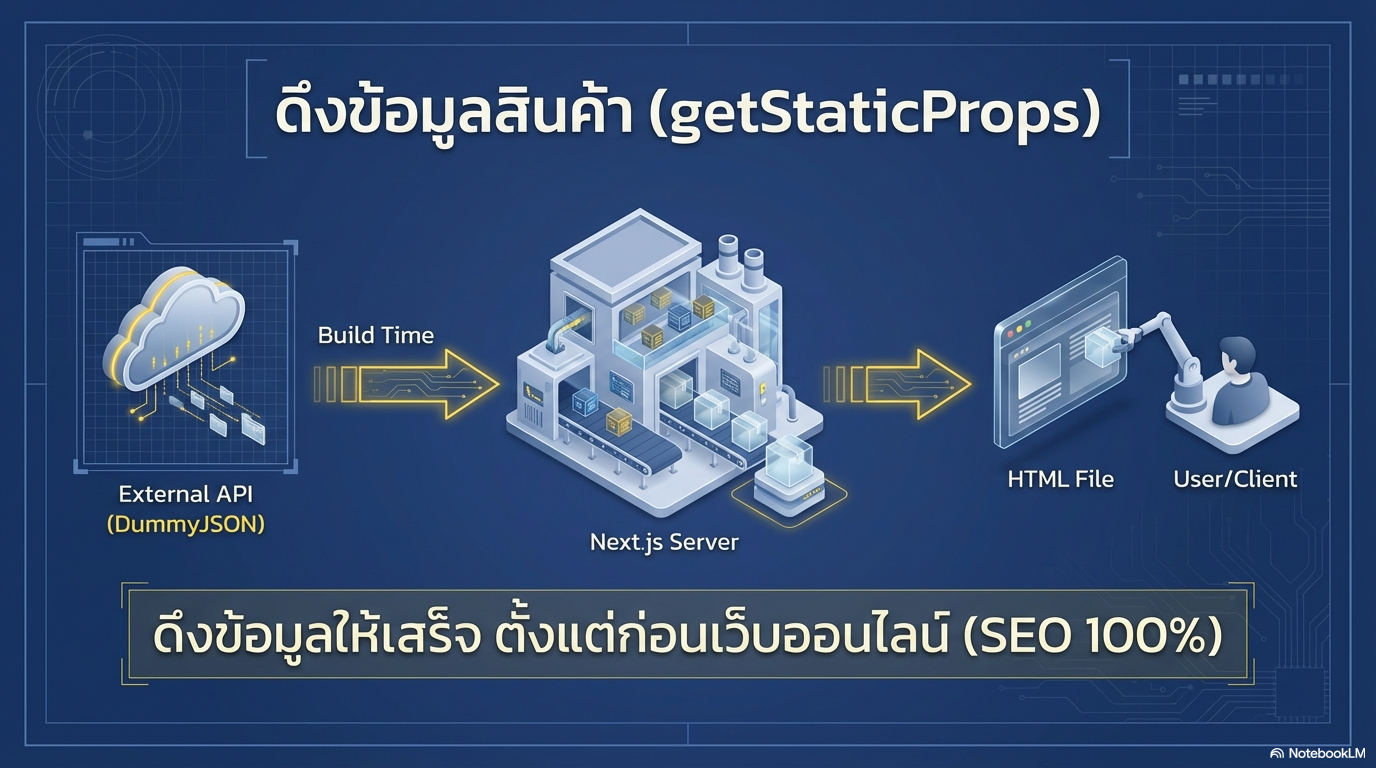 ดึงข้อมูลสินค้า (getStaticProps)
Build Time
External API
(DummyJSON)
Next.js Server
HTML File
User/Client
ดึงข้อมูลให้เสร็จ ตั้งแต่ก่อนเว็บออนไลน์ (SEO 100%)
NotebookLM